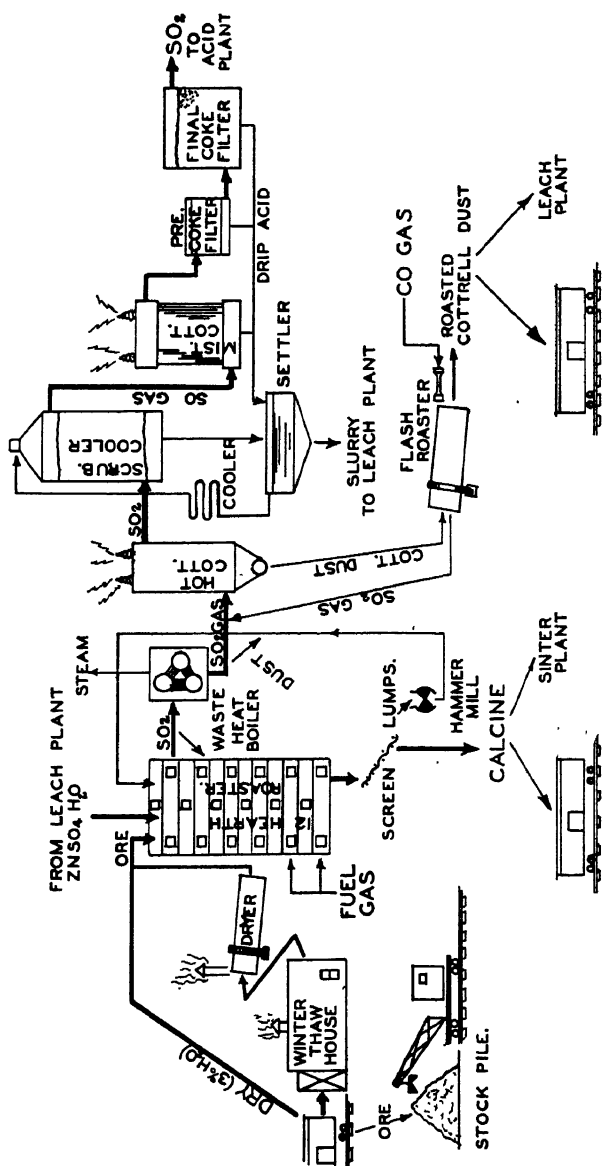 FROM LEACH PLANT
ZNSO4 H2O
ORE
DRY (3% H2O)
DRYER
WINTER
THAW
HOUSE
ORE
STOCK PILE.
FUEL
GAS
12
HEARTH
ROASTER.
STEAM
SO2
WASTE
HEAT
BOILER
SO2GAS
DUST
SCREEN
LUMPS.
HAMMER
MILL
CALCINE
SINTER
PLANT
HOT
COTT.
SO2
COTT. DUST
SO2 GAS
SCRUB.
COOLER
COOLER
SO GAS
MIST.
COTT.
PRE.
COKE
FILTER
FINAL
COKE
FILTER
SO2
TO
ACID
PLANT
DRIP ACID
SETTLER
SLURRY
TO LEACH PLANT
FLASH
ROASTER
CO GAS
ROASTED
COTTRELL DUST
LEACH
PLANT